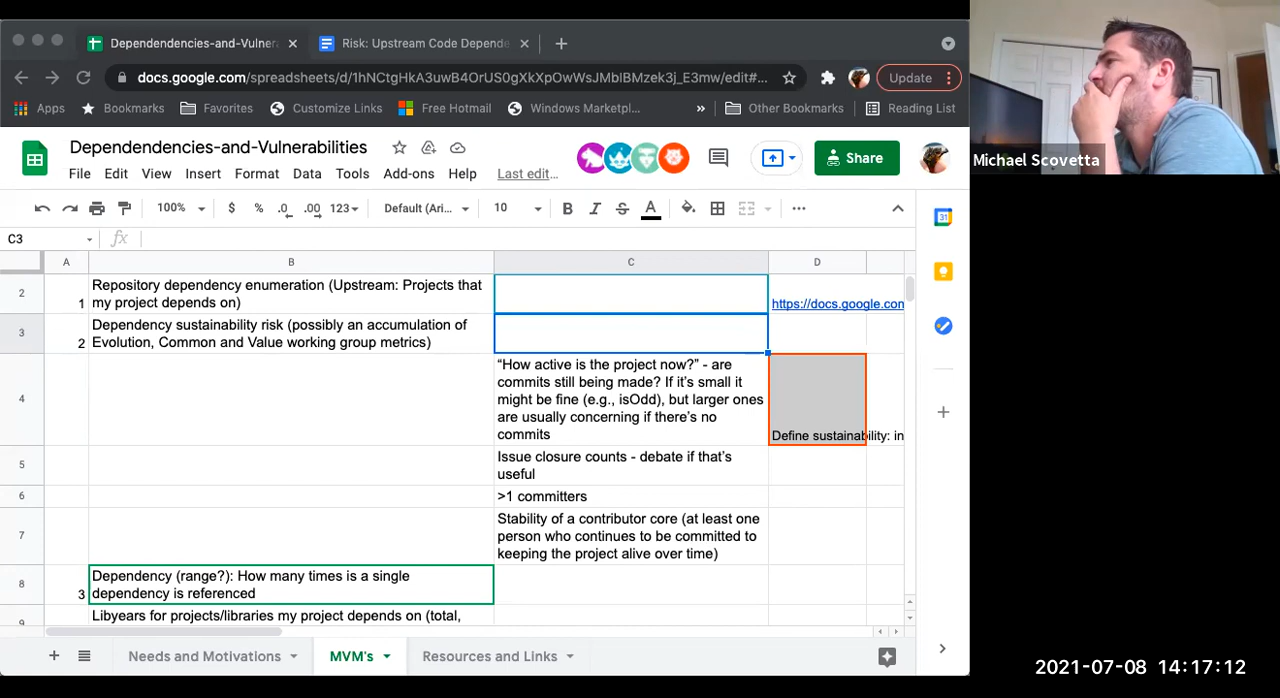 Dependendencies-and-Vulnera
Risk: Upstream Code Depende
docs.google.com/spreadsheets/d/1hNCtgHkA3uwB4OrUS0gXkXpOwWsJMblBMzek3j_E3mw/edit#...
Update
Apps
Bookmarks
Favorites
Customize Links
Free Hotmail
Windows Marketpl...
»
Other Bookmarks
Reading List
Dependendencies-and-Vulnerabilities
Share
File Edit View Insert Format Data Tools Add-ons Help Last edit...
100% $ % .0 .00 123 Default (Ari... 10 B I S A
C3 fx
A B C D
2 1 Repository dependency enumeration (Upstream: Projects that
my project depends on)
https://docs.google.com
3 2 Dependency sustainability risk (possibly an accumulation of
Evolution, Common and Value working group metrics)
4 “How active is the project now?” - are
commits still being made? If it’s small it
might be fine (e.g., isOdd), but larger ones
are usually concerning if there’s no
commits
Define sustainability: in
5 Issue closure counts - debate if that’s
useful
6 >1 committers
7 Stability of a contributor core (at least one
person who continues to be committed to
keeping the project alive over time)
8 3 Dependency (range?): How many times is a single
dependency is referenced
9 Libyears for projects/libraries my project depends on (total,
Needs and Motivations
MVM's
Resources and Links
31
Michael Scovetta
2021-07-08 14:17:12